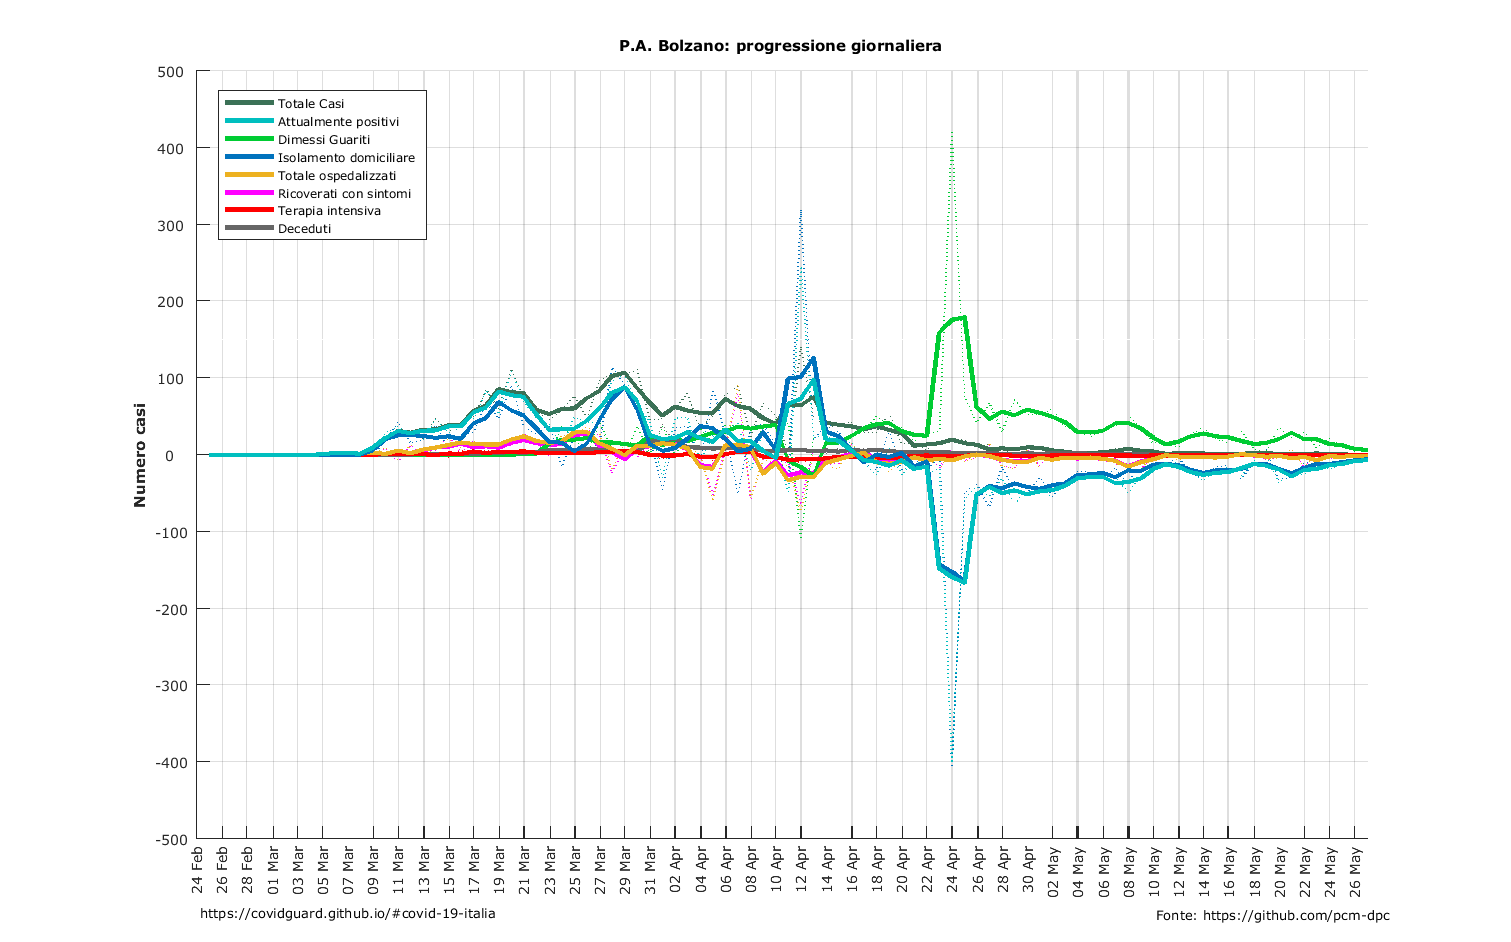 P.A. Bolzano: progressione giornaliera
500
400
300
200
100
0
-100
-200
-300
-400
-500
Numero casi
Totale Casi
Attualmente positivi
Dimessi Guariti
Isolamento domiciliare
Totale ospedalizzati
Ricoverati con sintomi
Terapia intensiva
Deceduti
24 Feb
26 Feb
28 Feb
01 Mar
03 Mar
05 Mar
07 Mar
09 Mar
11 Mar
13 Mar
15 Mar
17 Mar
19 Mar
21 Mar
23 Mar
25 Mar
27 Mar
29 Mar
31 Mar
02 Apr
04 Apr
06 Apr
08 Apr
10 Apr
12 Apr
14 Apr
16 Apr
18 Apr
20 Apr
22 Apr
24 Apr
26 Apr
28 Apr
30 Apr
02 May
04 May
06 May
08 May
10 May
12 May
14 May
16 May
18 May
20 May
22 May
24 May
26 May
https://covidguard.github.io/#covid-19-italia
Fonte: https://github.com/pcm-dpc